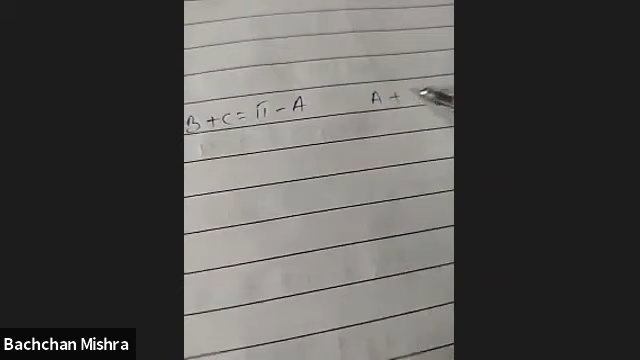 B + C = π - A A +
Bachchan Mishra